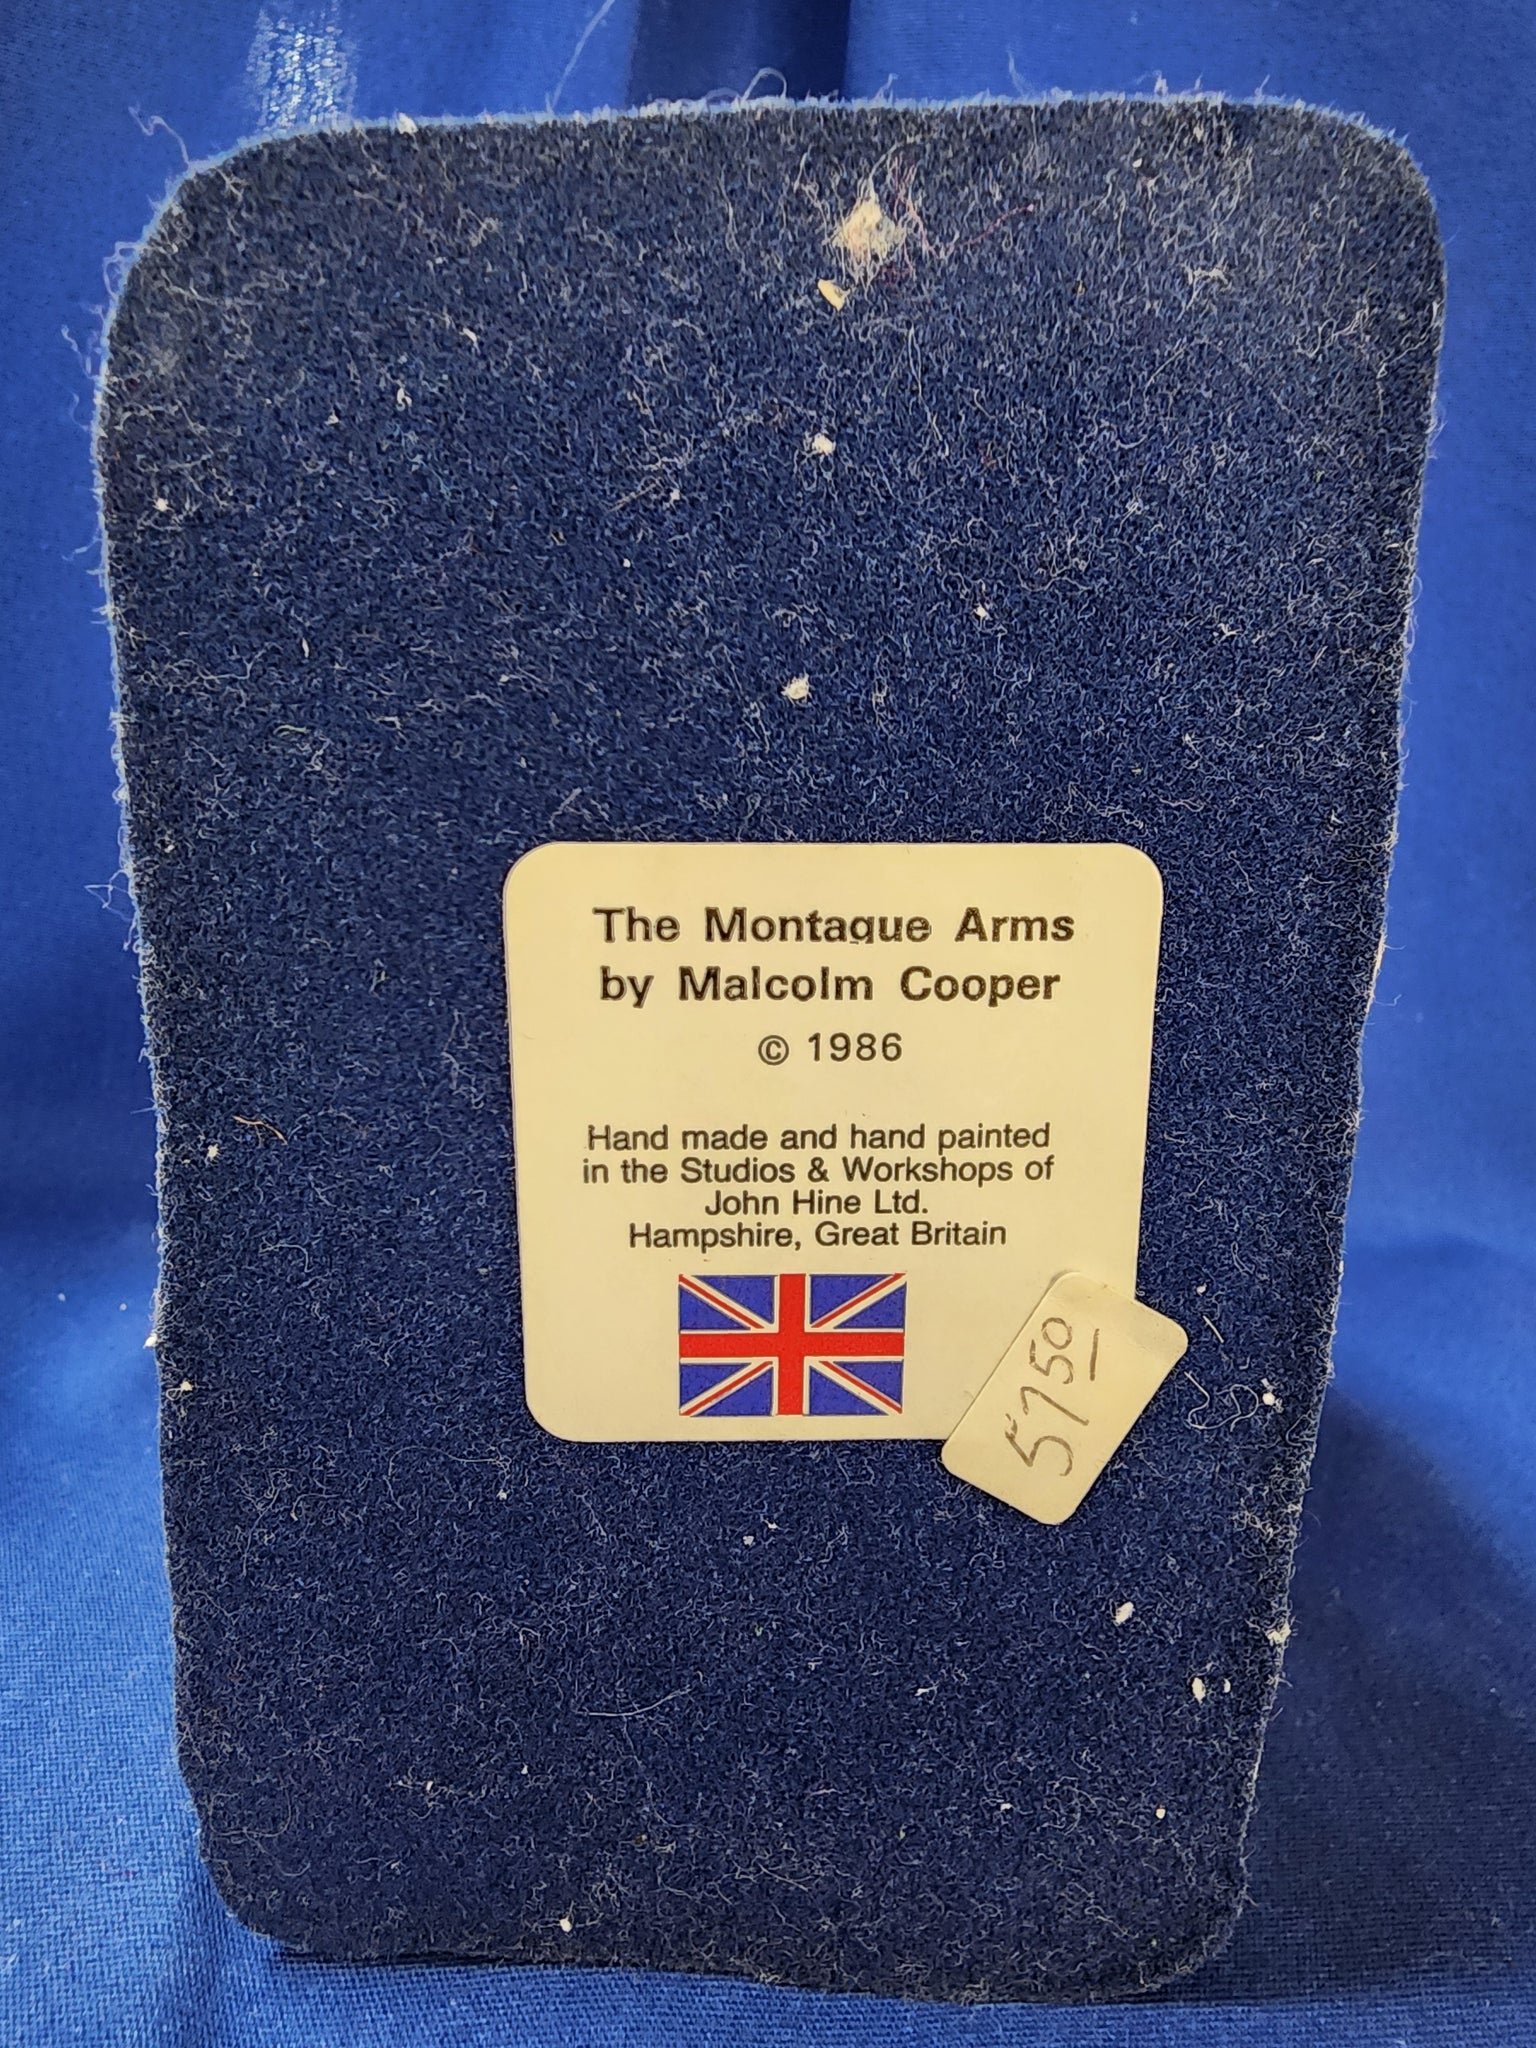 The Montague Arms
by Malcolm Cooper
© 1986
Hand made and hand painted
in the Studios & Workshops of
John Hine Ltd.
Hampshire, Great Britain
5750